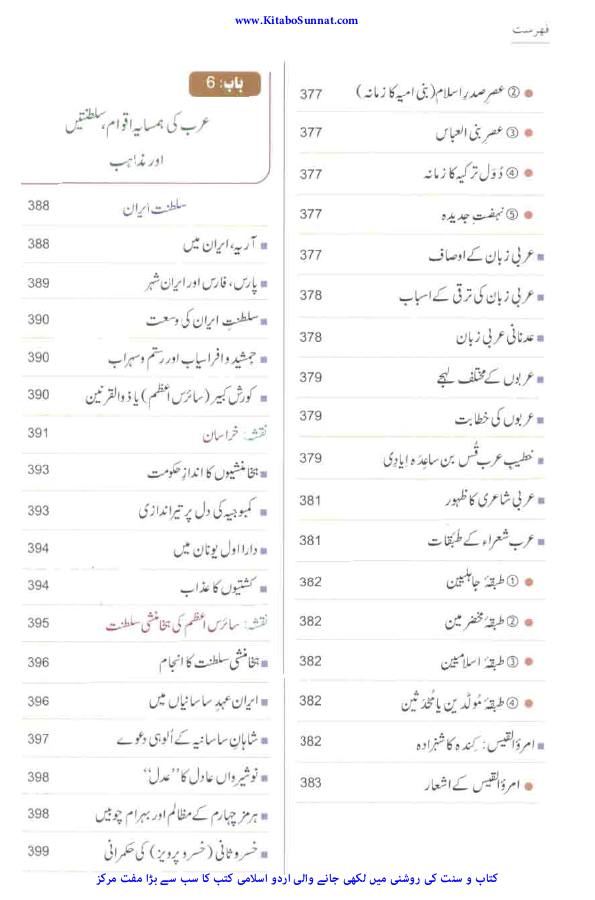 www.KitaboSunnat.com
فہرست
② عصر صدرِ اسلام (بنی امیہ کا زمانہ) 377
③ عصر بنی العباس 377
④ دُوَل ترکیہ کا زمانہ 377
⑤ نہضتِ جدیدہ 377
عربی زبان کے اوصاف 377
عربی زبان کی ترقی کے اسباب 378
عدنانی عربی زبان 378
عربوں کے مختلف لہجے 379
عربوں کی خطابت 379
خطیبِ عرب قُس بن ساعِدہ اِیادِی 379
عربی شاعری کا ظہور 381
عرب شعراء کے طبقات 381
① طبقۂ جاہلیین 382
② طبقۂ مخضرمین 382
③ طبقۂ اسلامیین 382
④ طبقۂ مُولَّدین یا مُحْدَثین 382
امرؤ القیس: کِندہ کا شہزادہ 382
امرؤ القیس کے اشعار 383
باب: 6
عرب کی ہمسایہ اقوام، سلطنتیں
اور مذاہب
سلطنت ایران 388
آریہ، ایران میں 388
پارس، فارس اور ایران شہر 389
سلطنتِ ایران کی وسعت 390
جمشید و افراسیاب اور رستم و سہراب 390
کورشِ کبیر (سائرسِ اعظم) یا ذوالقرنین 390
نقشہ: خراسان 391
ہخامنشیوں کا اندازِ حکومت 393
کمبوجیہ کی دل پر تیر اندازی 393
دارا اول یونان میں 394
کشتیوں کا عذاب 394
نقشہ: سائرس اعظم کی ہخامنشی سلطنت 395
ہخامنشی سلطنت کا انجام 396
ایران عہدِ ساسانیاں میں 396
شاہانِ ساسانیہ کے اُلوہی دعوے 397
نوشیرواں عادل کا ’’عدل‘‘ 398
ہرمز چہارم کے مظالم اور بہرام چوبیں 398
خسرو ثانی (خسرو پرویز) کی حکمرانی 399
کتاب و سنت کی روشنی میں لکھی جانے والی اردو اسلامی کتب کا سب سے بڑا مفت مرکز